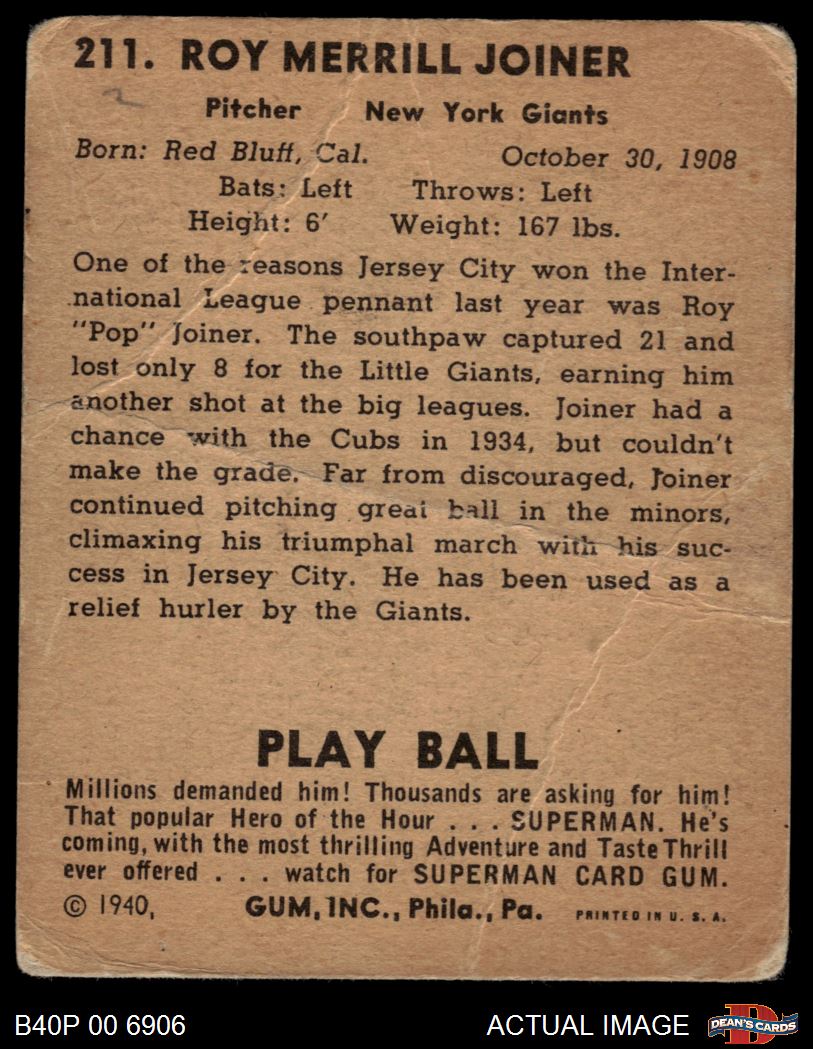 211. ROY MERRILL JOINER
2
Pitcher New York Giants
Born: Red Bluff, Cal. October 30, 1908
Bats: Left Throws: Left
Height: 6' Weight: 167 lbs.
One of the reasons Jersey City won the Inter-
national League pennant last year was Roy
"Pop" Joiner. The southpaw captured 21 and
lost only 8 for the Little Giants, earning him
another shot at the big leagues. Joiner had a
chance with the Cubs in 1934, but couldn't
make the grade. Far from discouraged, Joiner
continued pitching great ball in the minors,
climaxing his triumphal march with his suc-
cess in Jersey City. He has been used as a
relief hurler by the Giants.
PLAY BALL
Millions demanded him! Thousands are asking for him!
That popular Hero of the Hour . . . SUPERMAN. He's
coming, with the most thrilling Adventure and Taste Thrill
ever offered . . . watch for SUPERMAN CARD GUM.
© 1940, GUM, INC., Phila., Pa. PRINTED IN U. S. A.
B40P 00 6906 ACTUAL IMAGE D DEAN'S CARDS